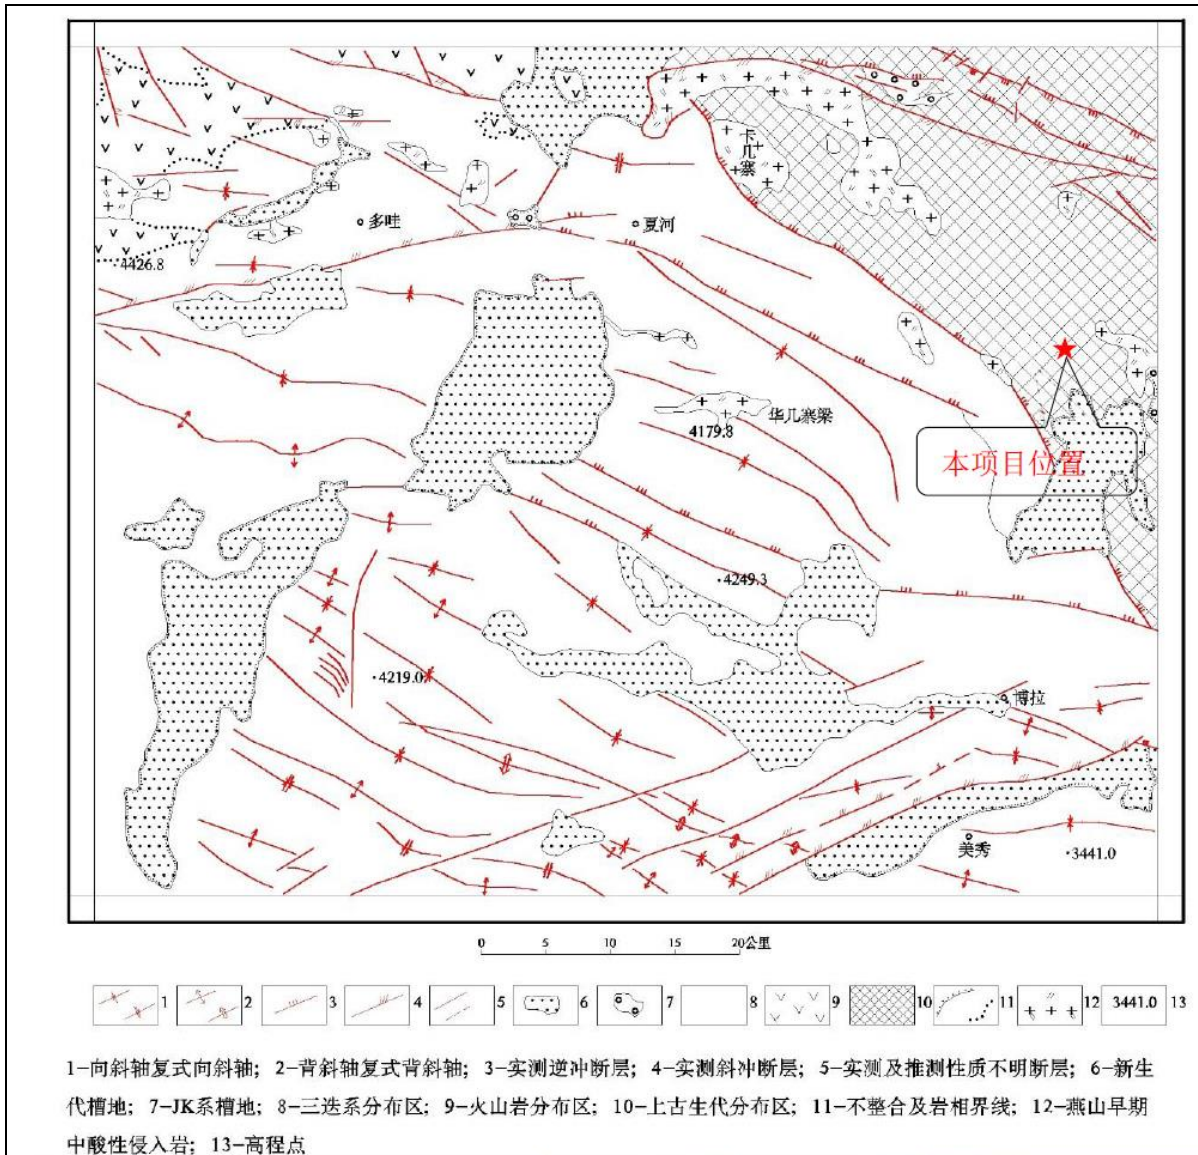 卡几寨
多哇
夏河
4426.8
华几寨梁
4179.8
本项目位置
4249.3
4219.0
博拉
美秀
3441.0
0 5 10 15 20公里
1 2 3 4 5 6 7 8 9 10 11 12 3441.0 13
1-向斜轴复式向斜轴；2-背斜轴复式背斜轴；3-实测逆冲断层；4-实测斜冲断层；5-实测及推测性质不明断层；6-新生
代槽地；7-JK系槽地；8-三迭系分布区；9-火山岩分布区；10-上古生代分布区；11-不整合及岩相界线；12-燕山早期
中酸性侵入岩；13-高程点